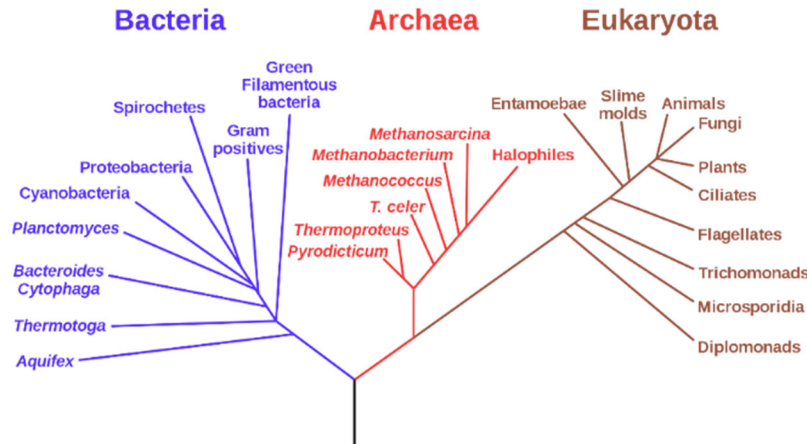 Bacteria
Archaea
Eukaryota
Green
Filamentous
bacteria
Spirochetes
Gram
positives
Proteobacteria
Cyanobacteria
Planctomyces
Bacteroides
Cytophaga
Thermotoga
Aquifex
Methanosarcina
Methanobacterium
Halophiles
Methanococcus
T. celer
Thermoproteus
Pyrodicticum
Entamoebae
Slime
molds
Animals
Fungi
Plants
Ciliates
Flagellates
Trichomonads
Microsporidia
Diplomonads